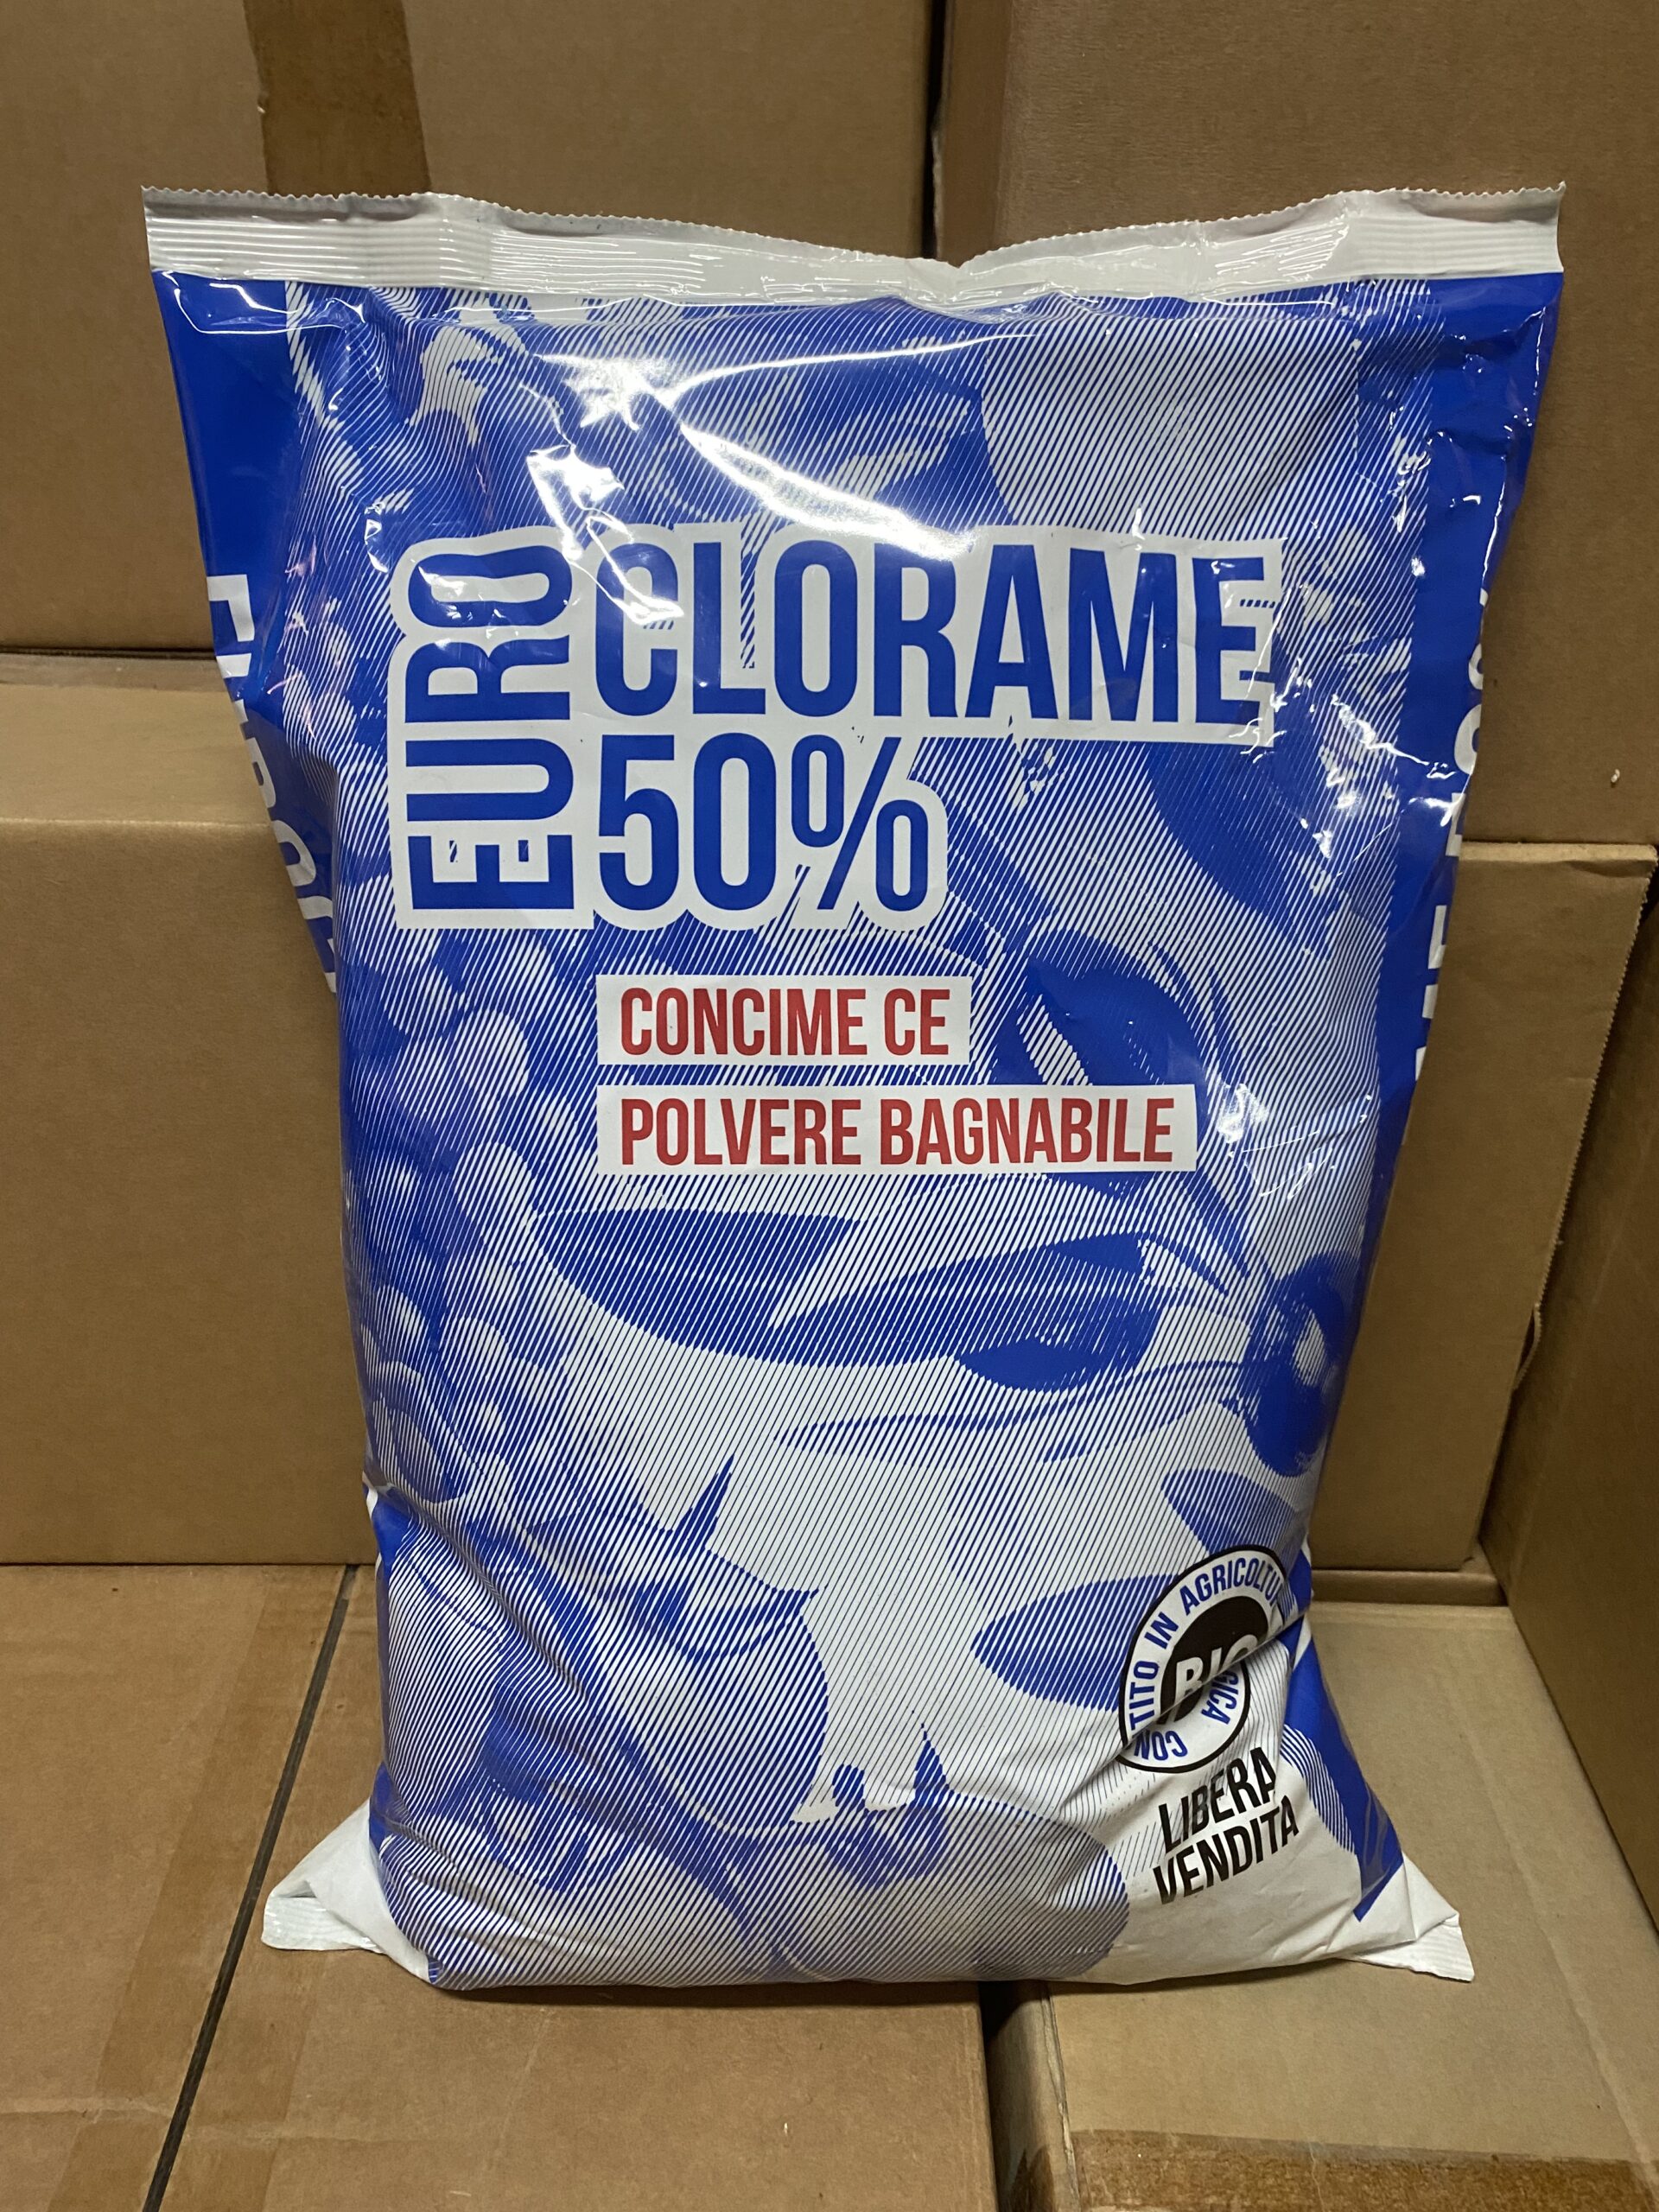 EURO
CLORAME
50%
CONCIME CE
POLVERE BAGNABILE
BIO
LIBERA
VENDITA